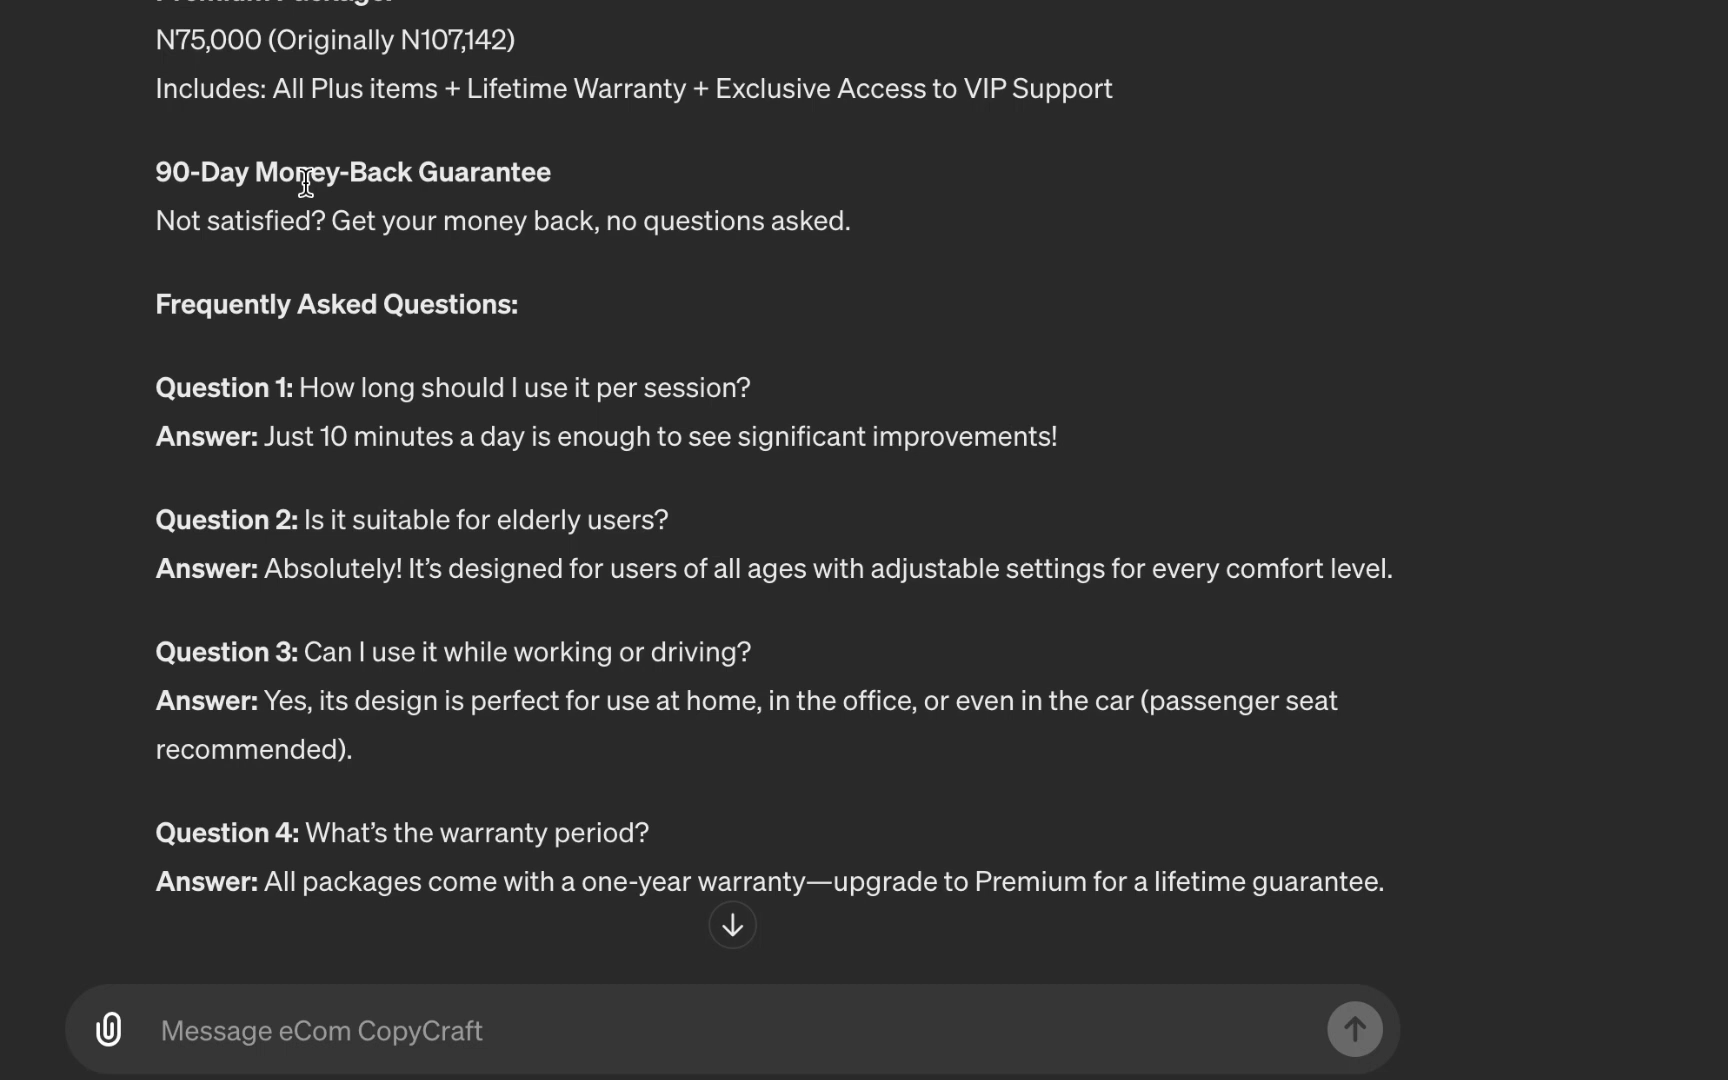 Premium Package:
N75,000 (Originally N107,142)
Includes: All Plus items + Lifetime Warranty + Exclusive Access to VIP Support
90-Day Money-Back Guarantee
Not satisfied? Get your money back, no questions asked.
Frequently Asked Questions:
Question 1: How long should I use it per session?
Answer: Just 10 minutes a day is enough to see significant improvements!
Question 2: Is it suitable for elderly users?
Answer: Absolutely! It’s designed for users of all ages with adjustable settings for every comfort level.
Question 3: Can I use it while working or driving?
Answer: Yes, its design is perfect for use at home, in the office, or even in the car (passenger seat
recommended).
Question 4: What’s the warranty period?
Answer: All packages come with a one-year warranty—upgrade to Premium for a lifetime guarantee.
Message eCom CopyCraft